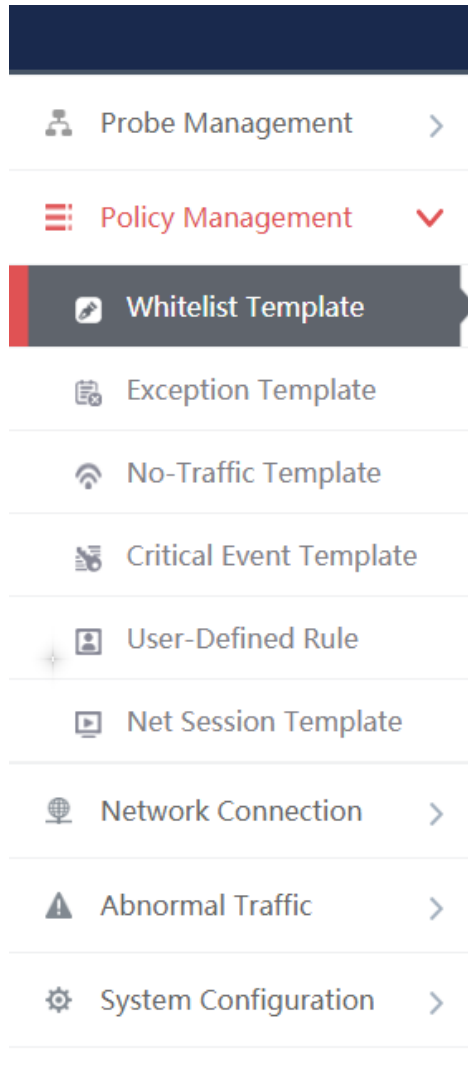 Probe Management
Policy Management
Whitelist Template
Exception Template
No-Traffic Template
Critical Event Template
User-Defined Rule
Net Session Template
Network Connection
Abnormal Traffic
System Configuration